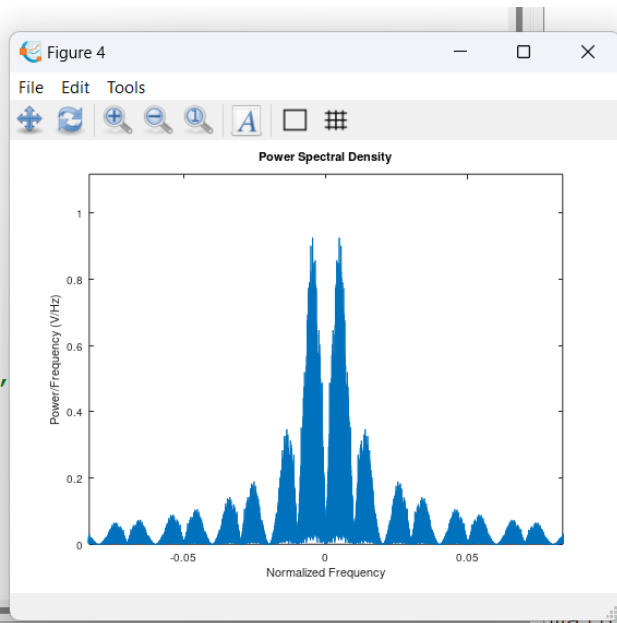 Figure 4
File Edit Tools
A
Power Spectral Density
1
0.8
0.6
0.4
0.2
0
Power/Frequency (V/Hz)
-0.05 0 0.05
Normalized Frequency